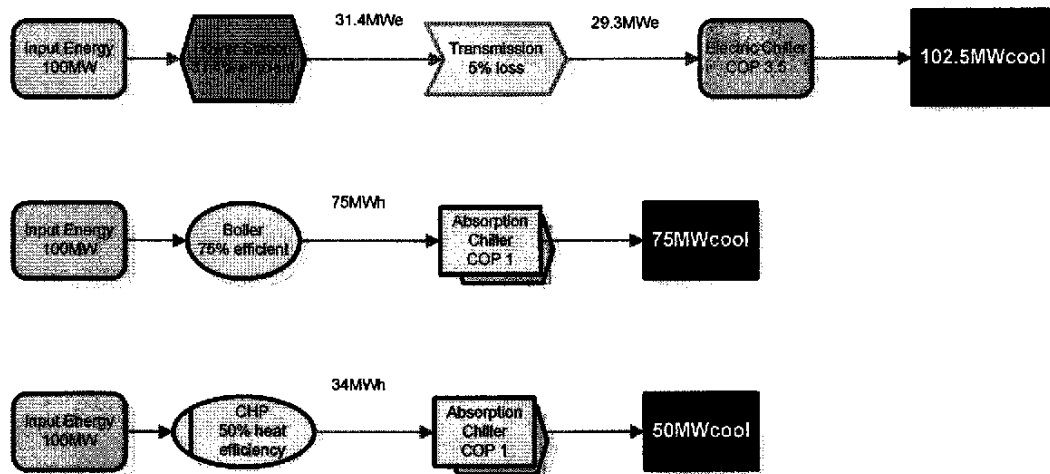 31.4MWe
29.3MWe
Input Energy
100MW
Transmission
5% loss
Electric Chiller
COP 3.5
102.5MWcool
75MWh
Input Energy
100MW
Boiler
75% efficient
Absorption
Chiller
COP 1
75MWcool
34MWh
Input Energy
100MW
CHP
50% heat
efficiency
Absorption
Chiller
COP 1
50MWcool